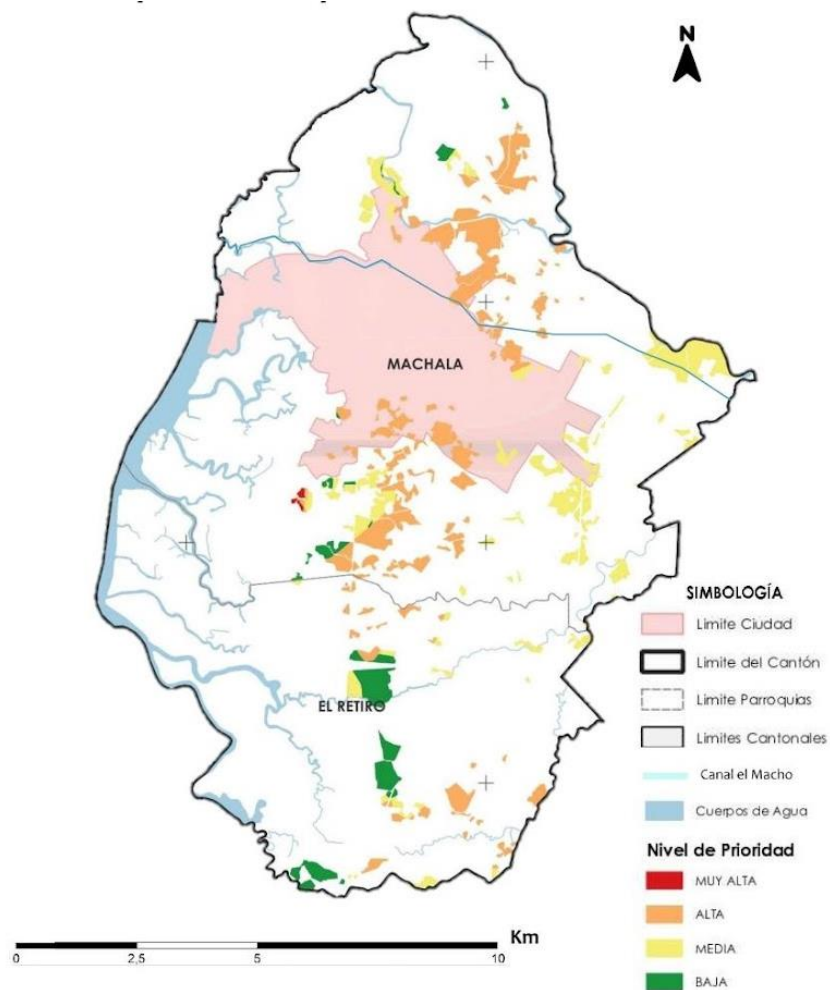 N
MACHALA
EL RETIRO
SIMBOLOGÍA
Limite Ciudad
Limite del Cantón
Limite Parroquias
Limites Cantonales
Canal el Macho
Cuerpos de Agua
Nivel de Prioridad
MUY ALTA
ALTA
MEDIA
BAJA
Km
0 2,5 5 10